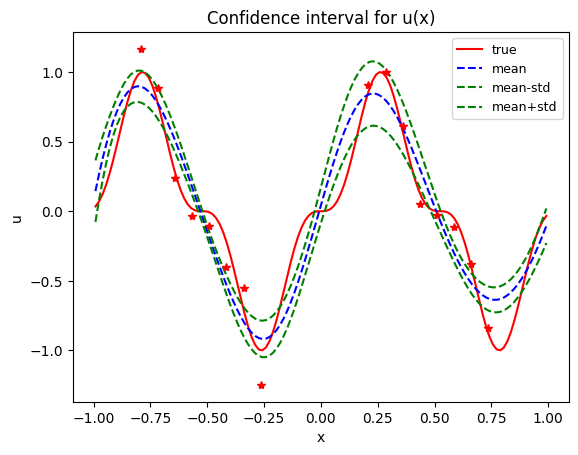 Confidence interval for u(x)
true
mean
mean-std
mean+std
1.0
0.5
0.0
−0.5
−1.0
u
−1.00 −0.75 −0.50 −0.25 0.00 0.25 0.50 0.75 1.00
x